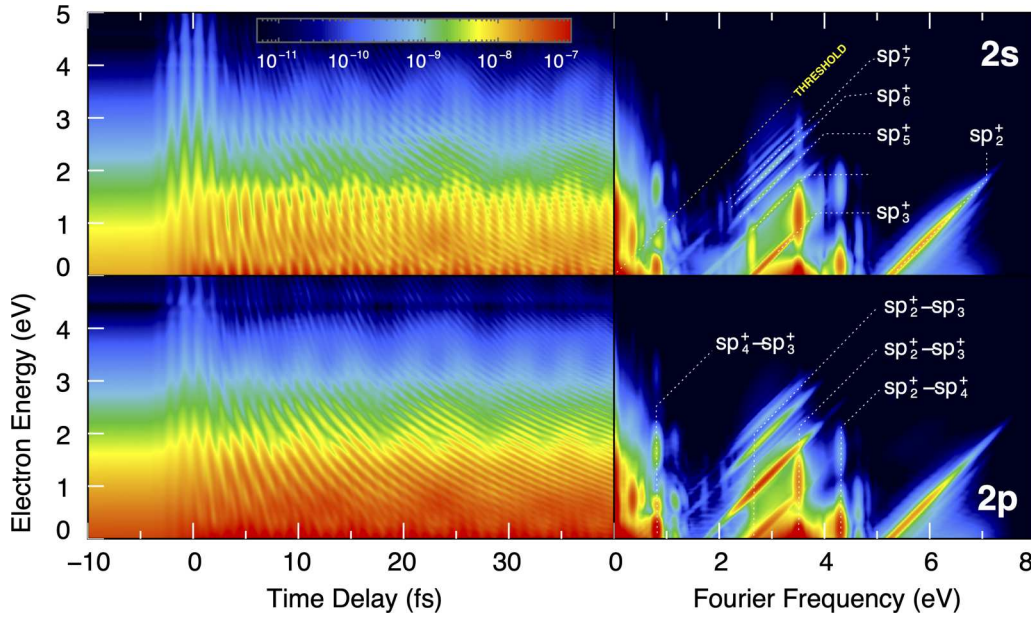 5
4
3
2
1
0
10⁻¹¹ 10⁻¹⁰ 10⁻⁹ 10⁻⁸ 10⁻⁷
THRESHOLD
2s
sp₇⁺
sp₆⁺
sp₅⁺
sp₂⁺
sp₃⁺
4
3
2
1
0
sp₄⁺–sp₃⁺
sp₂⁺–sp₃⁻
sp₂⁺–sp₃⁺
sp₂⁺–sp₄⁺
2p
Electron Energy (eV)
−10 0 10 20 30 0 2 4 6 8
Time Delay (fs) Fourier Frequency (eV)